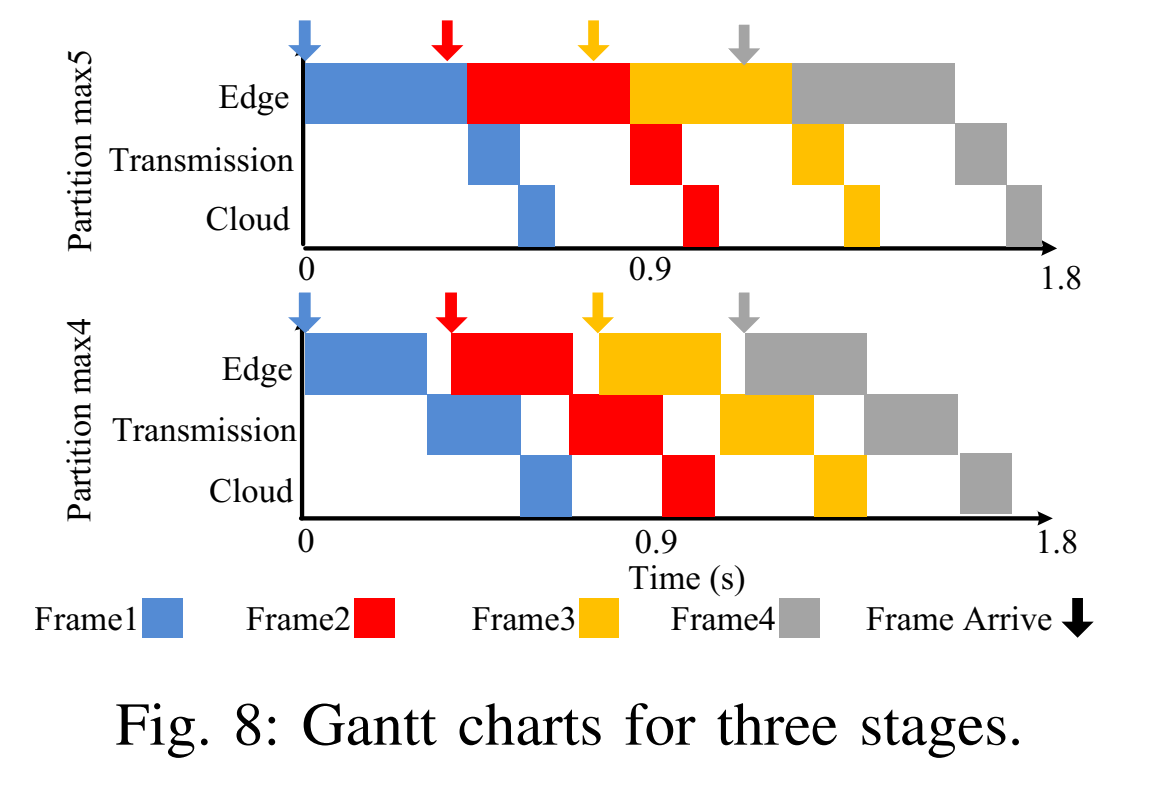 Partition max5
Edge
Transmission
Cloud
0 0.9 1.8
Partition max4
Edge
Transmission
Cloud
0 0.9 1.8
Time (s)
Frame1 Frame2 Frame3 Frame4 Frame Arrive
Fig. 8: Gantt charts for three stages.